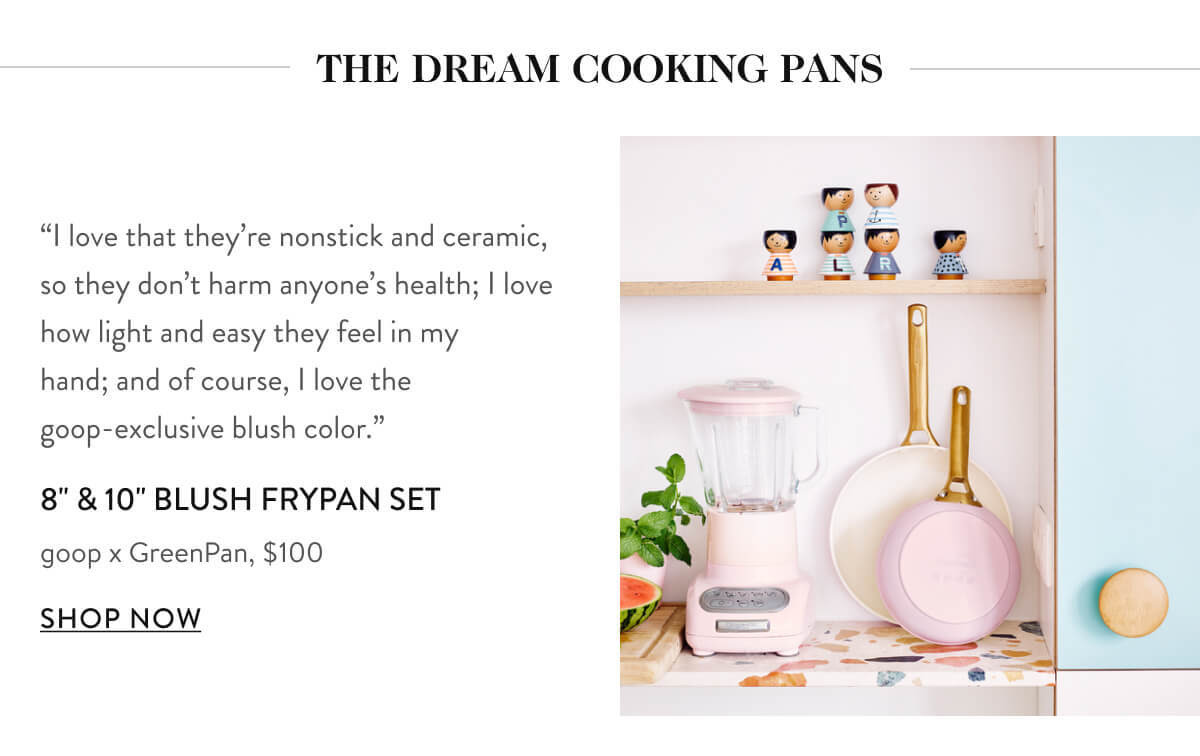 THE DREAM COOKING PANS
“I love that they’re nonstick and ceramic,
so they don’t harm anyone’s health; I love
how light and easy they feel in my
hand; and of course, I love the
goop-exclusive blush color.”
8" & 10" BLUSH FRYPAN SET
goop x GreenPan, $100
SHOP NOW
P
A L R